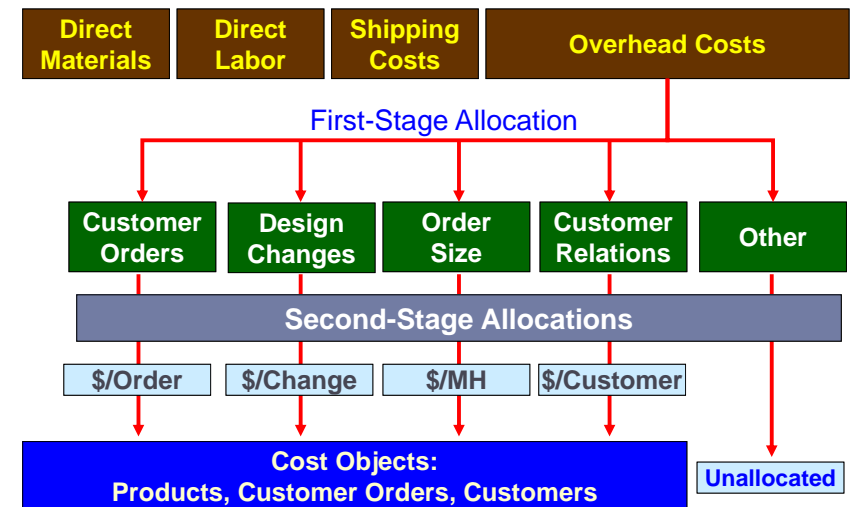 Direct
Materials
Direct
Labor
Shipping
Costs
Overhead Costs
First-Stage Allocation
Customer
Orders
Design
Changes
Order
Size
Customer
Relations
Other
Second-Stage Allocations
$/Order
$/Change
$/MH
$/Customer
Cost Objects:
Products, Customer Orders, Customers
Unallocated